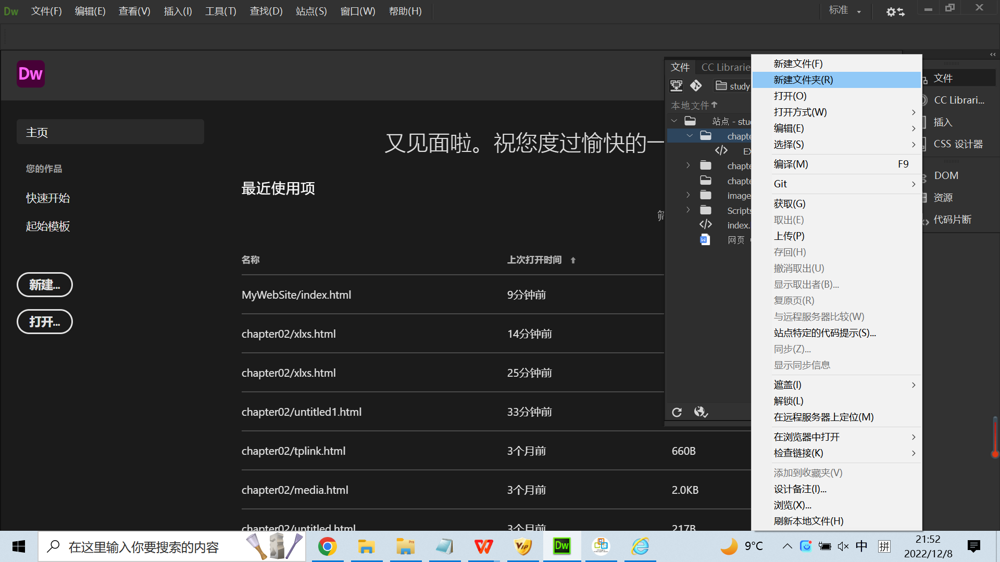 Dw 文件(F) 编辑(E) 查看(V) 插入(I) 工具(T) 查找(D) 站点(S) 窗口(W) 帮助(H) 标准
Dw
主页
您的作品
快速开始
起始模板
新建...
打开...
又见面啦。祝您度过愉快的一
最近使用项
名称 上次打开时间
MyWebSite/index.html 9分钟前
chapter02/xlxs.html 14分钟前
chapter02/xlxs.html 25分钟前
chapter02/untitled1.html 33分钟前
chapter02/tplink.html 3个月前 660B
chapter02/media.html 3个月前 2.0KB
chapter02/untitled.html 3个月前 217B
文件 CC Librarie
study
本地文件
站点 - stu
chapte
EX
chapte
chapte
image
Scripts
index.
网页
新建文件(F)
新建文件夹(R)
打开(O)
打开方式(W)
编辑(E)
选择(S)
编译(M) F9
Git
获取(G)
取出(E)
上传(P)
存回(H)
撤消取出(U)
显示取出者(B)...
复原页(R)
与远程服务器比较(W)
站点特定的代码提示(S)...
同步(Z)...
显示同步信息
遮盖(I)
解锁(L)
在远程服务器上定位(M)
在浏览器中打开
检查链接(K)
添加到收藏夹(V)
设计备注(I)...
浏览(X)...
刷新本地文件(H)
文件
CC Librari...
插入
CSS 设计器
DOM
资源
代码片断
在这里输入你要搜索的内容
Pro
VIP
Dw
9°C
中
拼
21:52
2022/12/8